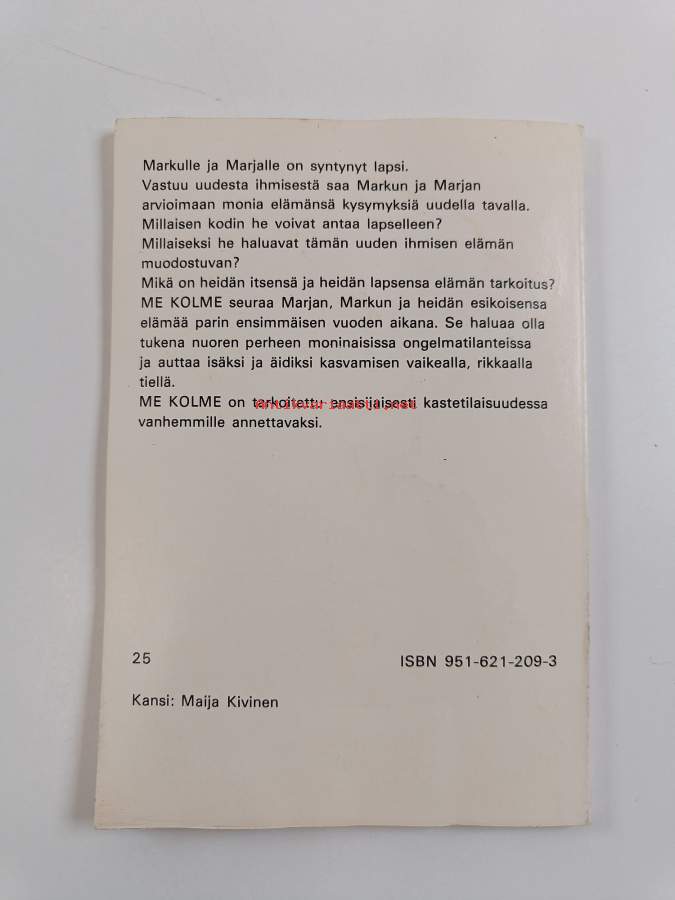 Markulle ja Marjalle on syntynyt lapsi.
Vastuu uudesta ihmisestä saa Markun ja Marjan
arvioimaan monia elämänsä kysymyksiä uudella tavalla.
Millaisen kodin he voivat antaa lapselleen?
Millaiseksi he haluavat tämän uuden ihmisen elämän
muodostuvan?
Mikä on heidän itsensä ja heidän lapsensa elämän tarkoitus?
ME KOLME seuraa Marjan, Markun ja heidän esikoisensa
elämää parin ensimmäisen vuoden aikana. Se haluaa olla
tukena nuoren perheen moninaisissa ongelmatilanteissa
ja auttaa isäksi ja äidiksi kasvamisen vaikealla, rikkaalla
tiellä.
ME KOLME on tarkoitettu ensisijaisesti kastetilaisuudessa
antikvariaatti.net
vanhemmille annettavaksi.
25
ISBN 951-621-209-3
Kansi: Maija Kivinen